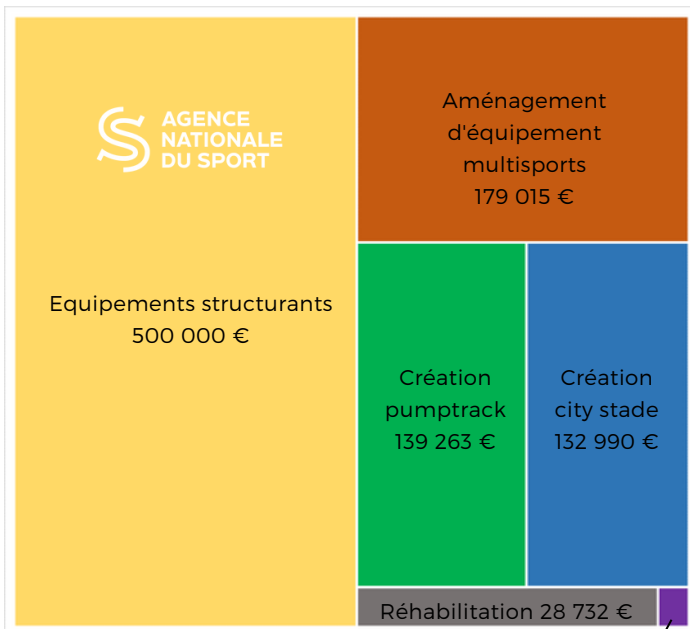 AGENCE
NATIONALE
DU SPORT
Equipements structurants
500 000 €
Aménagement
d'équipement
multisports
179 015 €
Création
pumptrack
139 263 €
Création
city stade
132 990 €
Réhabilitation 28 732 €